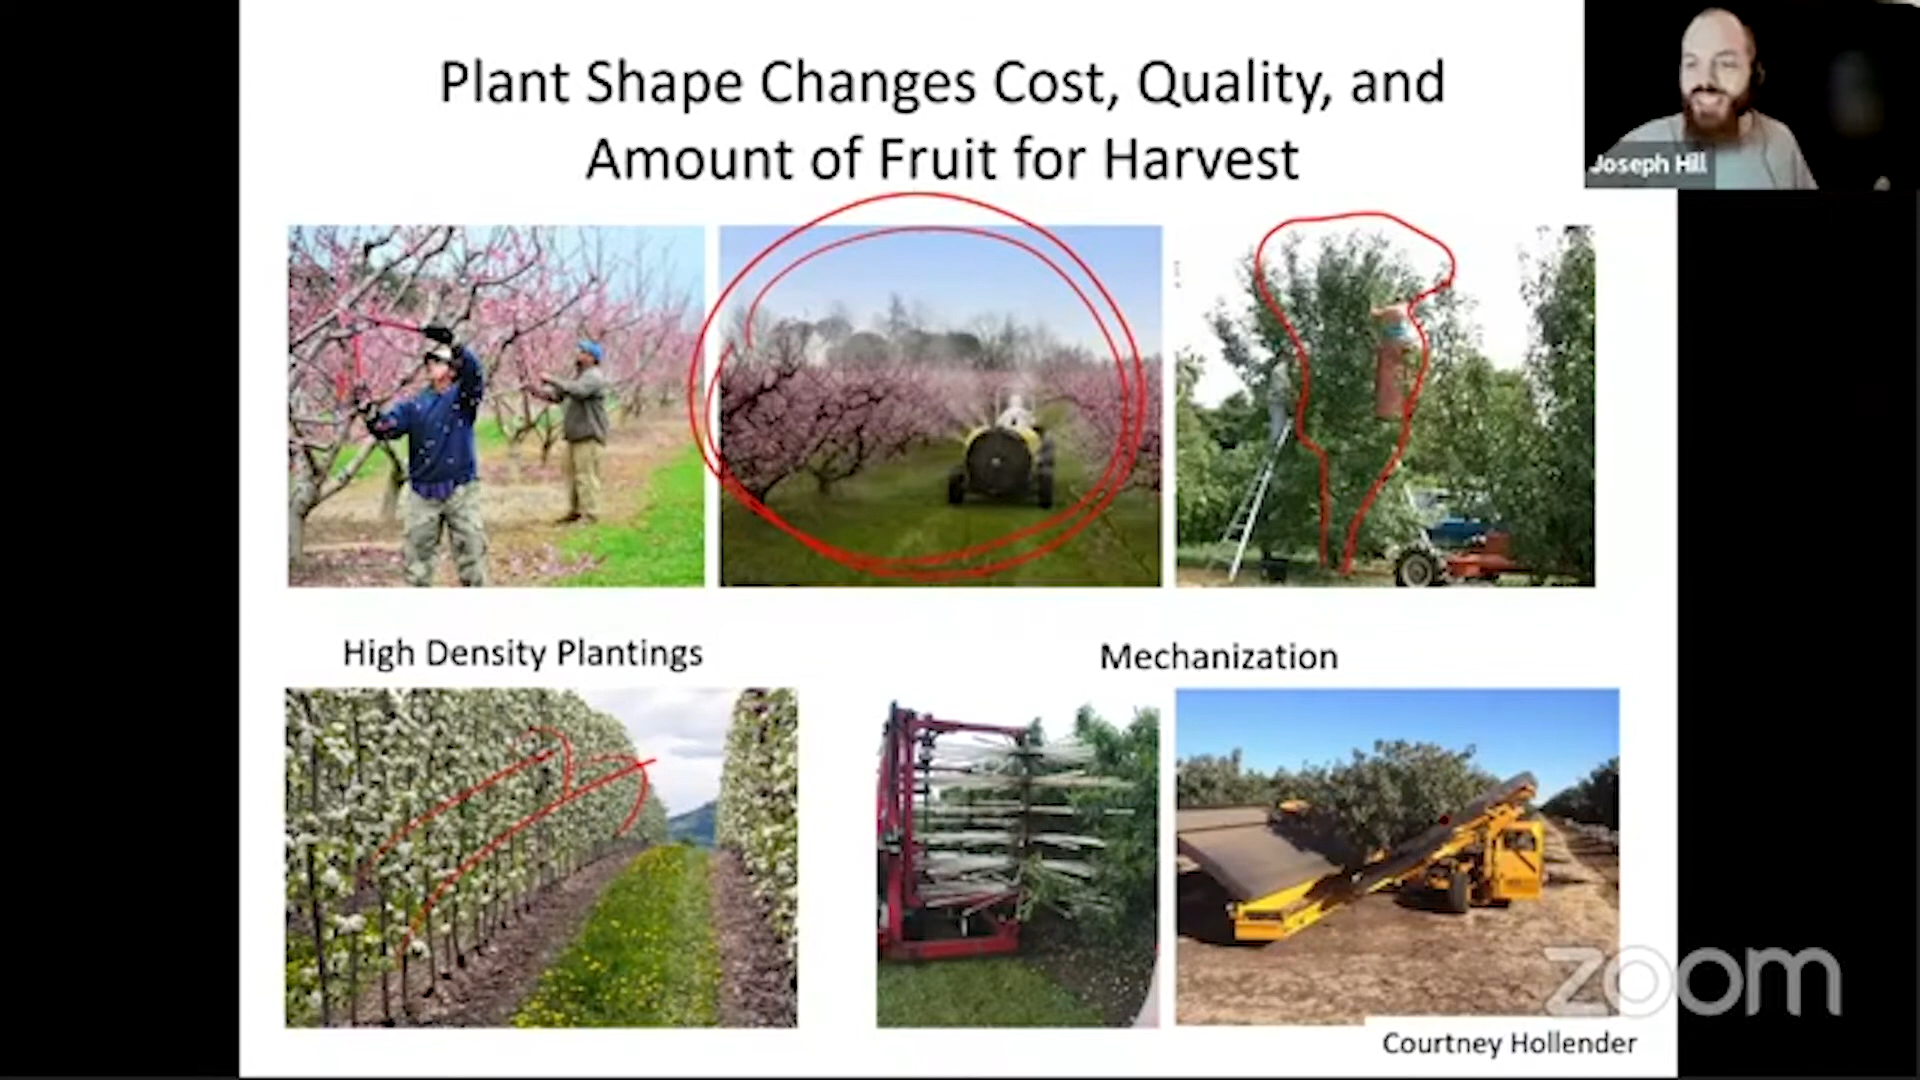 Plant Shape Changes Cost, Quality, and
Amount of Fruit for Harvest
Joseph Hill
High Density Plantings
Mechanization
zoom
Courtney Hollender